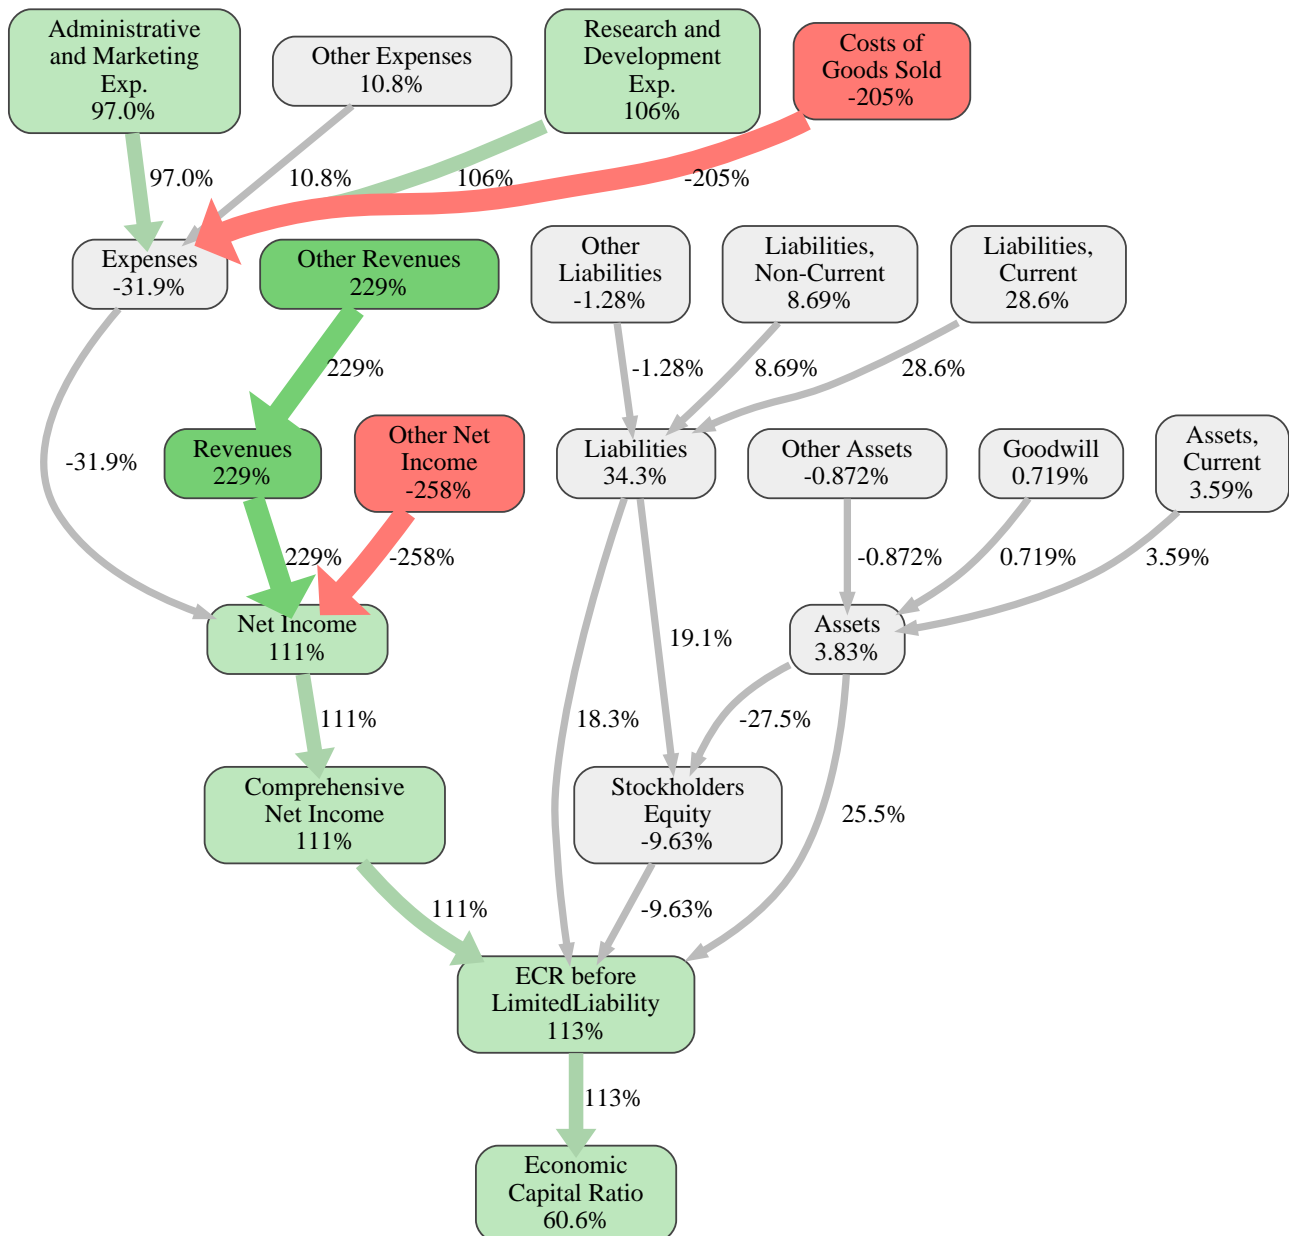 Administrative
and Marketing
Exp.
97.0%
Other Expenses
10.8%
Research and
Development
Exp.
106%
Costs of
Goods Sold
-205%
97.0%
10.8%
106%
-205%
Expenses
-31.9%
Other Revenues
229%
Other
Liabilities
-1.28%
Liabilities,
Non-Current
8.69%
Liabilities,
Current
28.6%
229%
-1.28%
8.69%
28.6%
-31.9%
Revenues
229%
Other Net
Income
-258%
Liabilities
34.3%
Other Assets
-0.872%
Goodwill
0.719%
Assets,
Current
3.59%
229%
-258%
-0.872%
0.719%
3.59%
Net Income
111%
19.1%
Assets
3.83%
111%
18.3%
-27.5%
Comprehensive
Net Income
111%
Stockholders
Equity
-9.63%
25.5%
111%
-9.63%
ECR before
LimitedLiability
113%
113%
Economic
Capital Ratio
60.6%